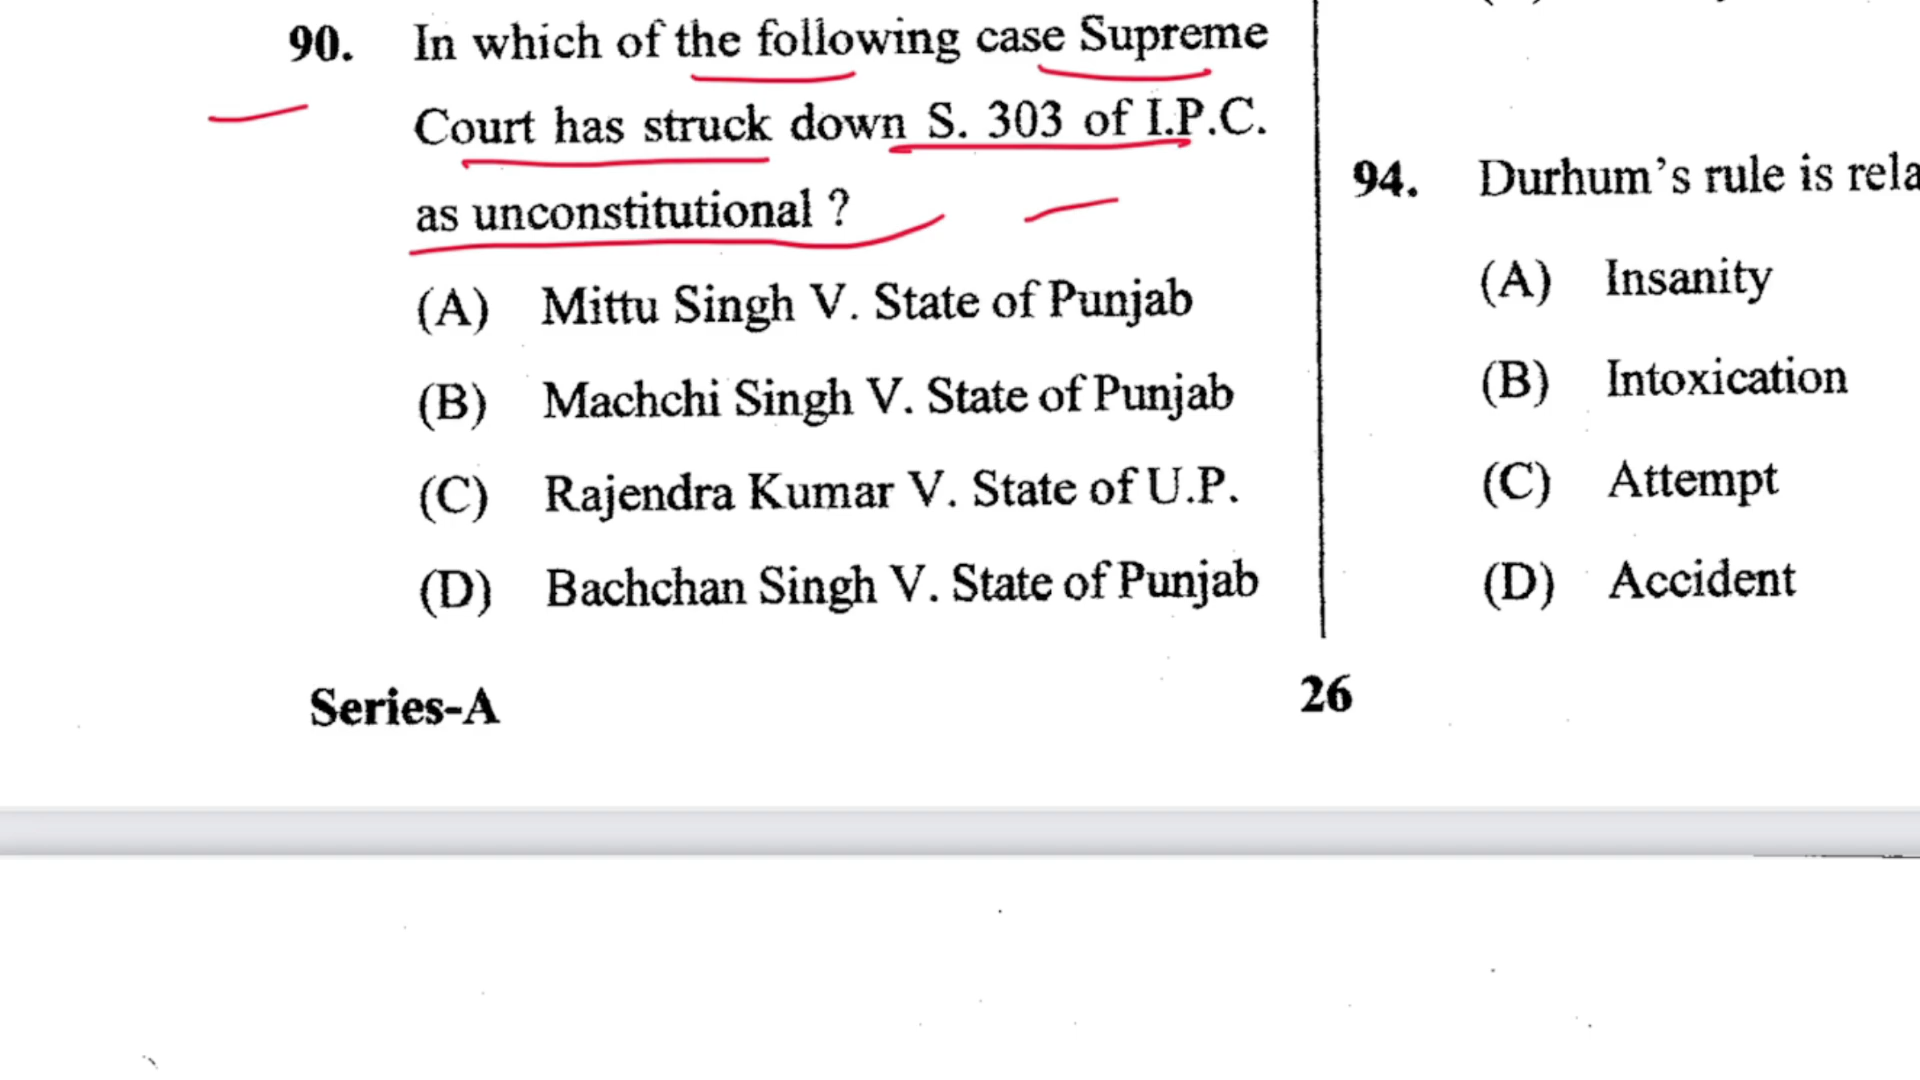 90. In which of the following case Supreme
Court has struck down S. 303 of I.P.C.
as unconstitutional ?
(A) Mittu Singh V. State of Punjab
(B) Machchi Singh V. State of Punjab
(C) Rajendra Kumar V. State of U.P.
(D) Bachchan Singh V. State of Punjab
94. Durhum's rule is
(A) Insanity
(B) Intoxication
(C) Attempt
(D) Accident
Series-A
26